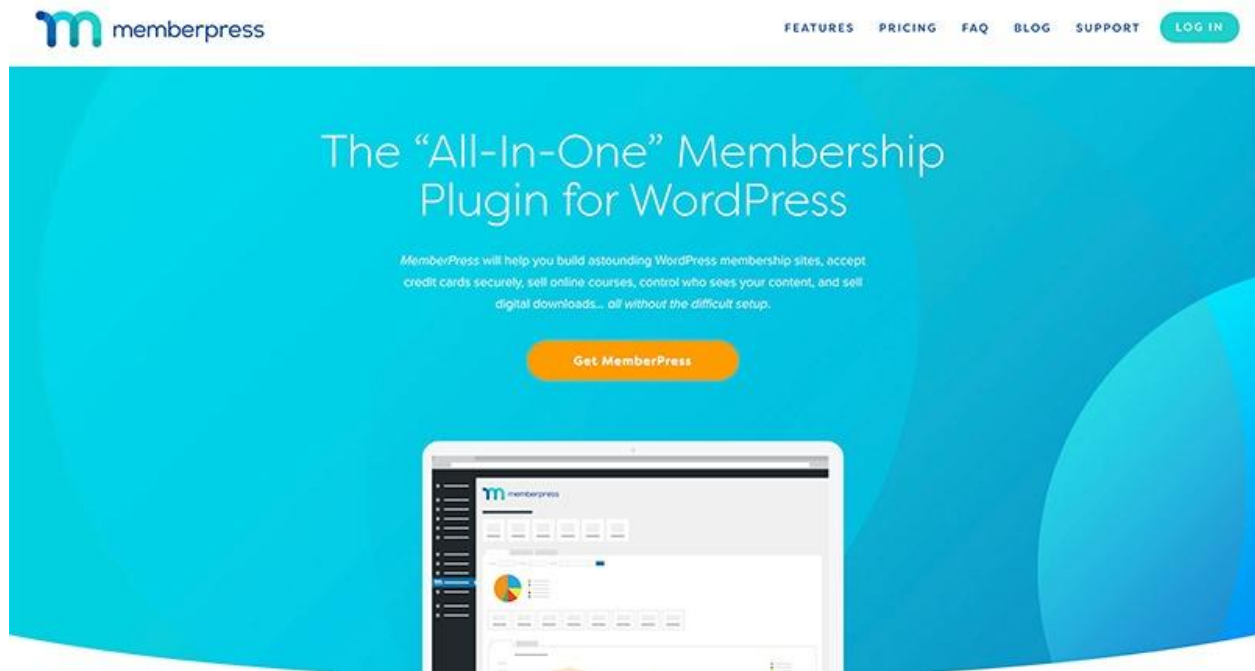 memberpress
FEATURES PRICING FAQ BLOG SUPPORT LOG IN
The “All-In-One” Membership
Plugin for WordPress
MemberPress will help you build astounding WordPress membership sites, accept
credit cards securely, sell online courses, control who sees your content, and sell
digital downloads... all without the difficult setup.
Get MemberPress
memberpress